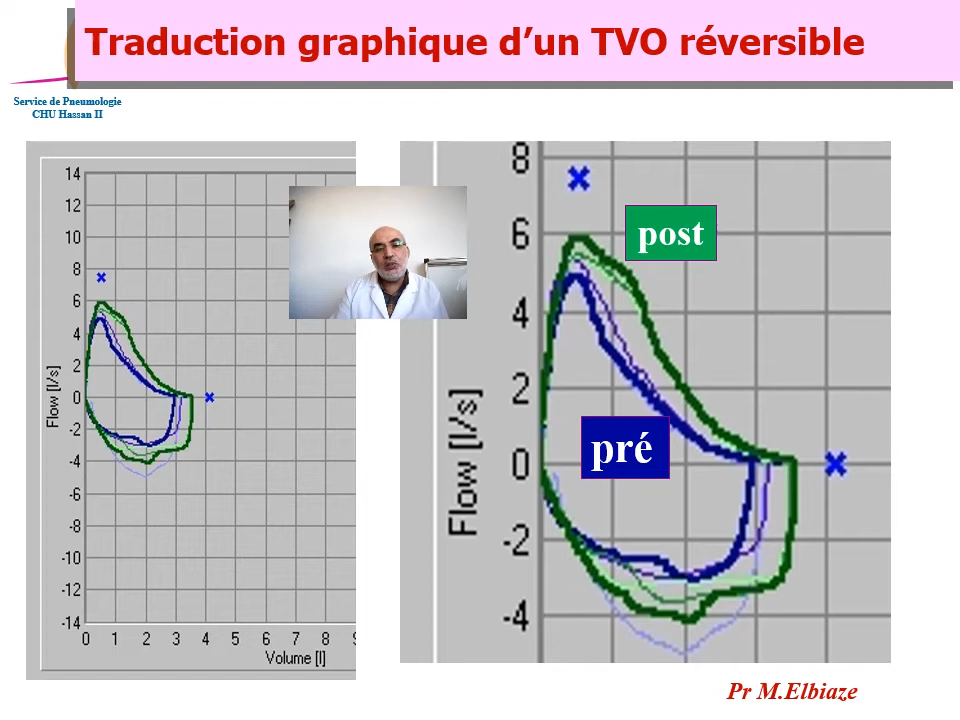 Traduction graphique d’un TVO réversible
Service de Pneumologie
CHU Hassan II
14
12
10
8
6
4
2
0
-2
-4
-6
-8
-10
-12
-14
Flow [l/s]
0 1 2 3 4 5 6 7 8
Volume [l]
8
6
4
2
0
-2
-4
Flow [l/s]
post
pré
Pr M.Elbiaze